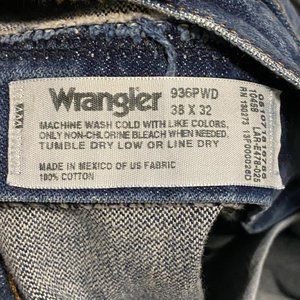 Wrangler
936PWD
38 X 32
MACHINE WASH COLD WITH LIKE COLORS,
ONLY NON-CHLORINE BLEACH WHEN NEEDED.
TUMBLE DRY LOW OR LINE DRY
MADE IN MEXICO OF US FABRIC
100% COTTON